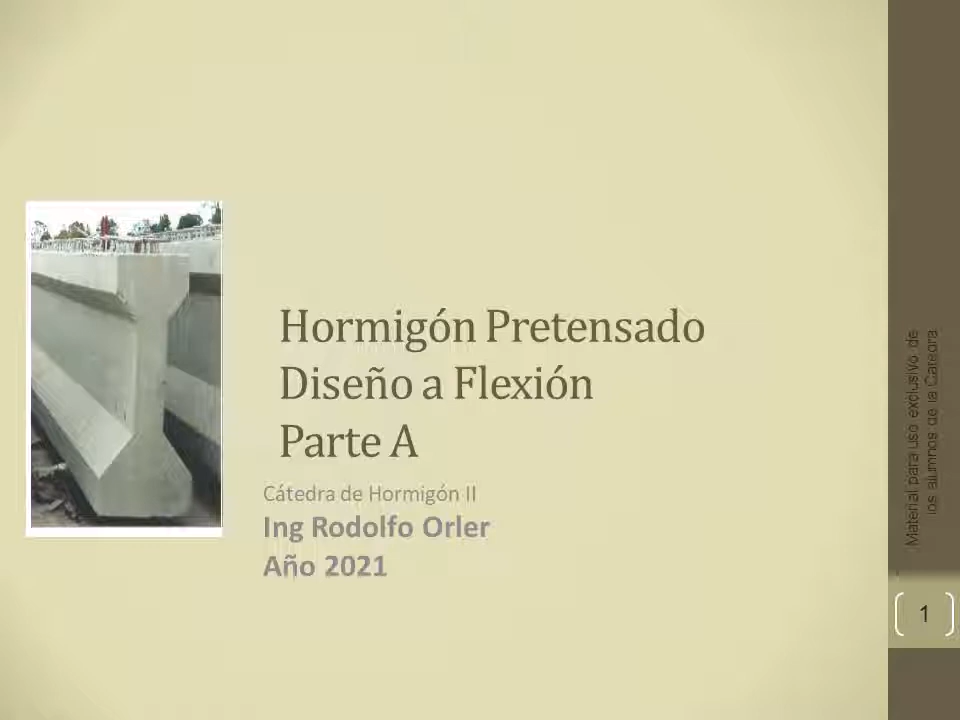 Hormigón Pretensado
Diseño a Flexión
Parte A
Cátedra de Hormigón II
Ing Rodolfo Orler
Año 2021
Material para uso exclusivo de
los alumnos de la Cátedra
1